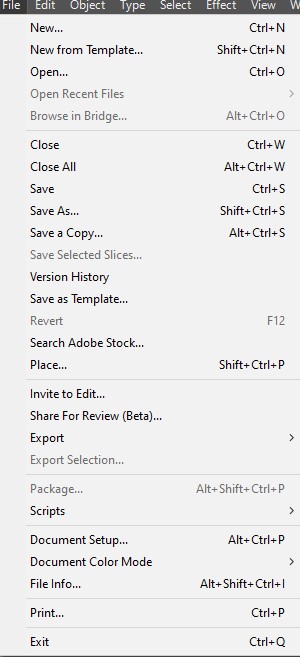 File Edit Object Type Select Effect View W
New... Ctrl+N
New from Template... Shift+Ctrl+N
Open... Ctrl+O
Open Recent Files >
Browse in Bridge... Alt+Ctrl+O
Close Ctrl+W
Close All Alt+Ctrl+W
Save Ctrl+S
Save As... Shift+Ctrl+S
Save a Copy... Alt+Ctrl+S
Save Selected Slices...
Version History
Save as Template...
Revert F12
Search Adobe Stock...
Place... Shift+Ctrl+P
Invite to Edit...
Share For Review (Beta)...
Export >
Export Selection...
Package... Alt+Shift+Ctrl+P
Scripts >
Document Setup... Alt+Ctrl+P
Document Color Mode >
File Info... Alt+Shift+Ctrl+I
Print... Ctrl+P
Exit Ctrl+Q